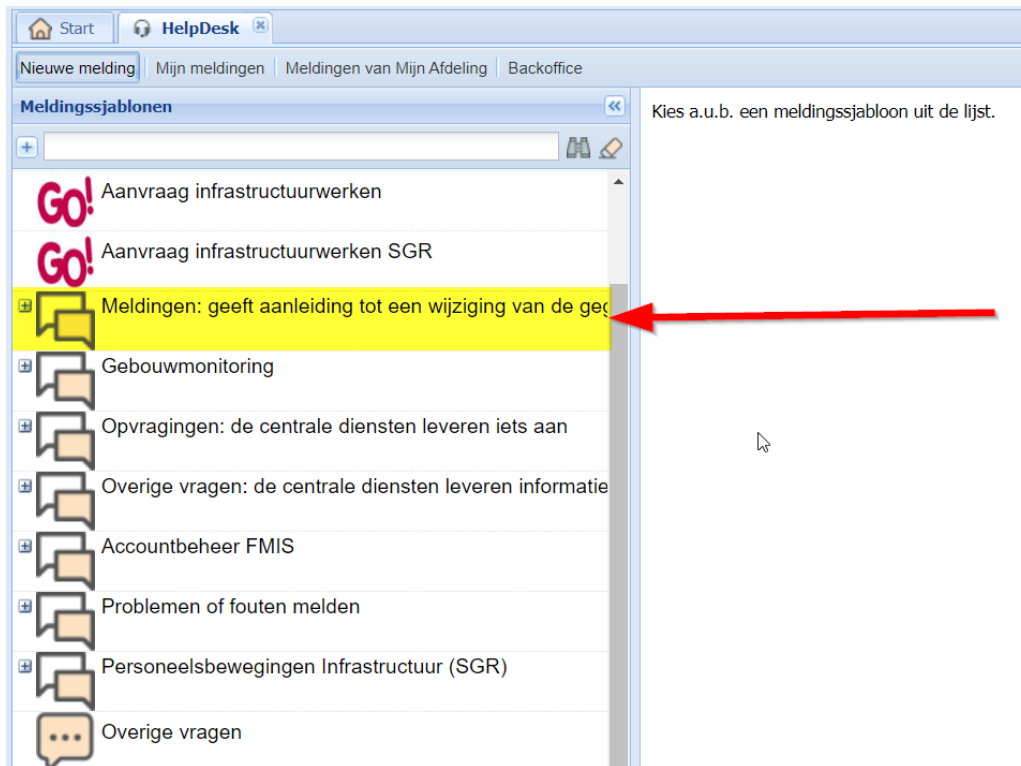 Start
HelpDesk
Nieuwe melding
Mijn meldingen
Meldingen van Mijn Afdeling
Backoffice
Meldingssjablonen
Kies a.u.b. een meldingssjabloon uit de lijst.
GO! Aanvraag infrastructuurwerken
GO! Aanvraag infrastructuurwerken SGR
Meldingen: geeft aanleiding tot een wijziging van de
Gebouwmonitoring
Opvragingen: de centrale diensten leveren iets aan
Overige vragen: de centrale diensten leveren informatie
Accountbeheer FMIS
Problemen of fouten melden
Personeelsbewegingen Infrastructuur (SGR)
Overige vragen